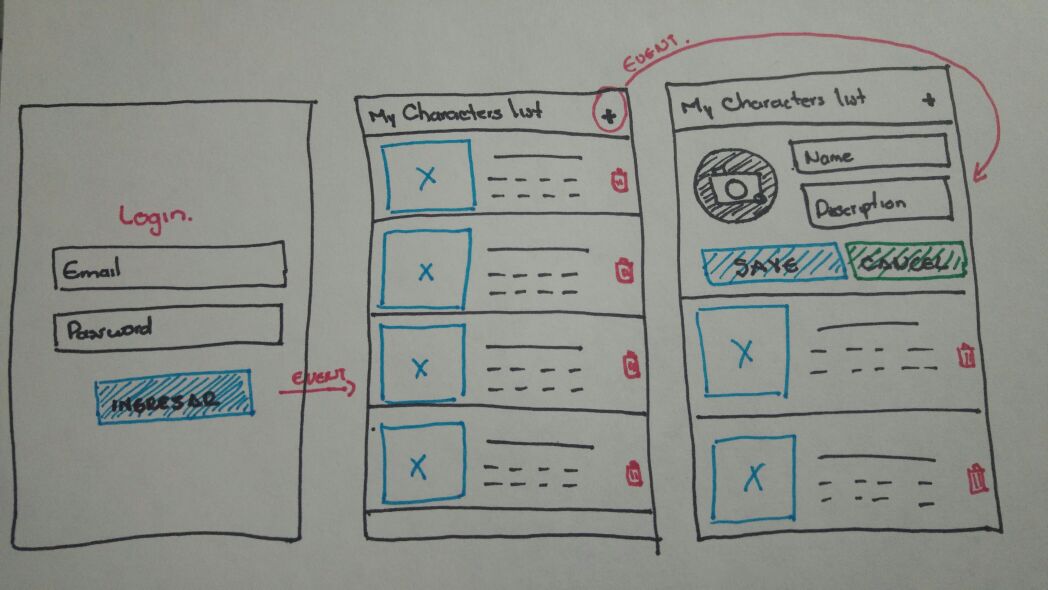 Login.
Email
Password
INGRESAR
EVENT
My Characters list +
EVENT.
My Characters list +
Name
Description
SAVE
CANCEL